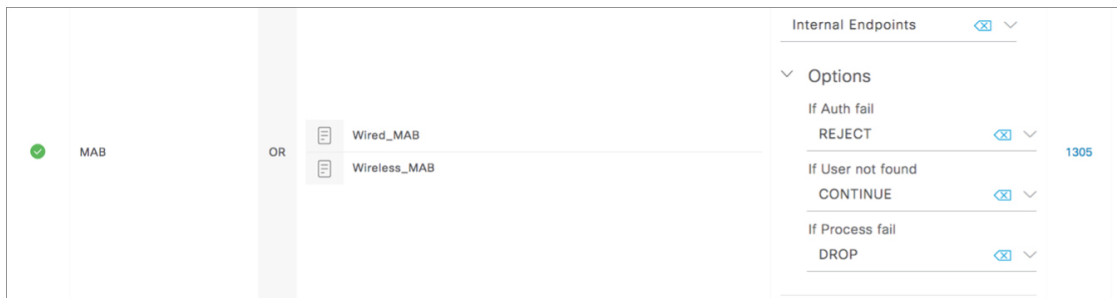 Internal Endpoints
Options
If Auth fail
REJECT
Wired_MAB
MAB
OR
1305
Wireless_MAB
If User not found
CONTINUE
If Process fail
DROP